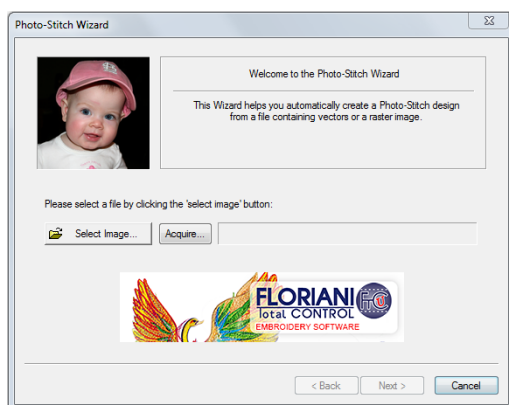 Photo-Stitch Wizard
Welcome to the Photo-Stitch Wizard
This Wizard helps you automatically create a Photo-Stitch design
from a file containing vectors or a raster image.
Please select a file by clicking the 'select image' button:
Select Image... Acquire...
FLORIANI
Total CONTROL
EMBROIDERY SOFTWARE
< Back Next > Cancel